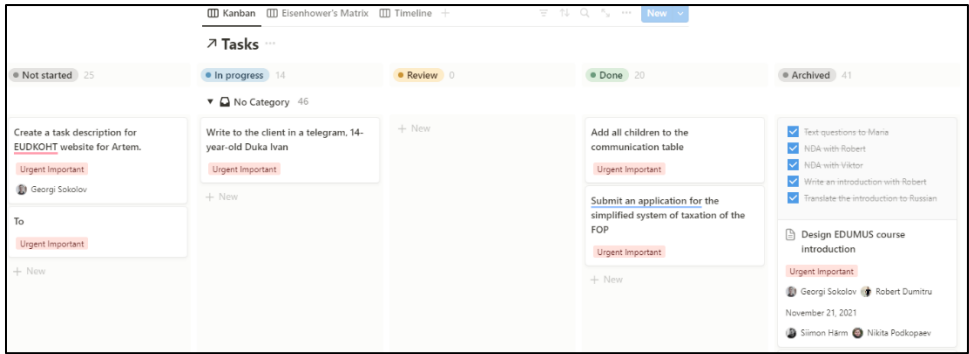 Kanban Eisenhower's Matrix Timeline +
New
Tasks
Not started 25
In progress 14
Review 0
Done 20
Archived 41
No Category 46
Create a task description for
EUDKOHT website for Artem.
Urgent Important
Georgi Sokolov
To
Urgent Important
+ New
Write to the client in a telegram. 14-
year-old Duka Ivan
Urgent Important
+ New
+ New
Add all children to the
communication table
Urgent Important
Submit an application for the
simplified system of taxation of the
FOP
Urgent Important
+ New
Text questions to Maria
NDA with Robert
NDA with Viktor
Write an introduction with Robert
Translate the introduction to Russian
Design EDUMUS course
introduction
Urgent Important
Georgi Sokolov Robert Dumitru
November 21, 2021
Siimon Härm Nikita Podkopaev